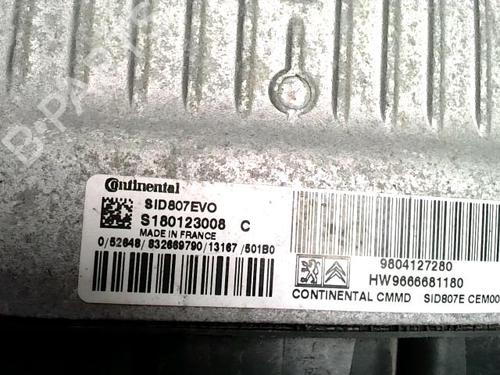 B-PARTS
Continental
SID807EVO
S180123008 C
MADE IN FRANCE
0/52648/832669790/13167/501B0
9804127280
HW9666681180
CONTINENTAL CMMD SID807E CEM00